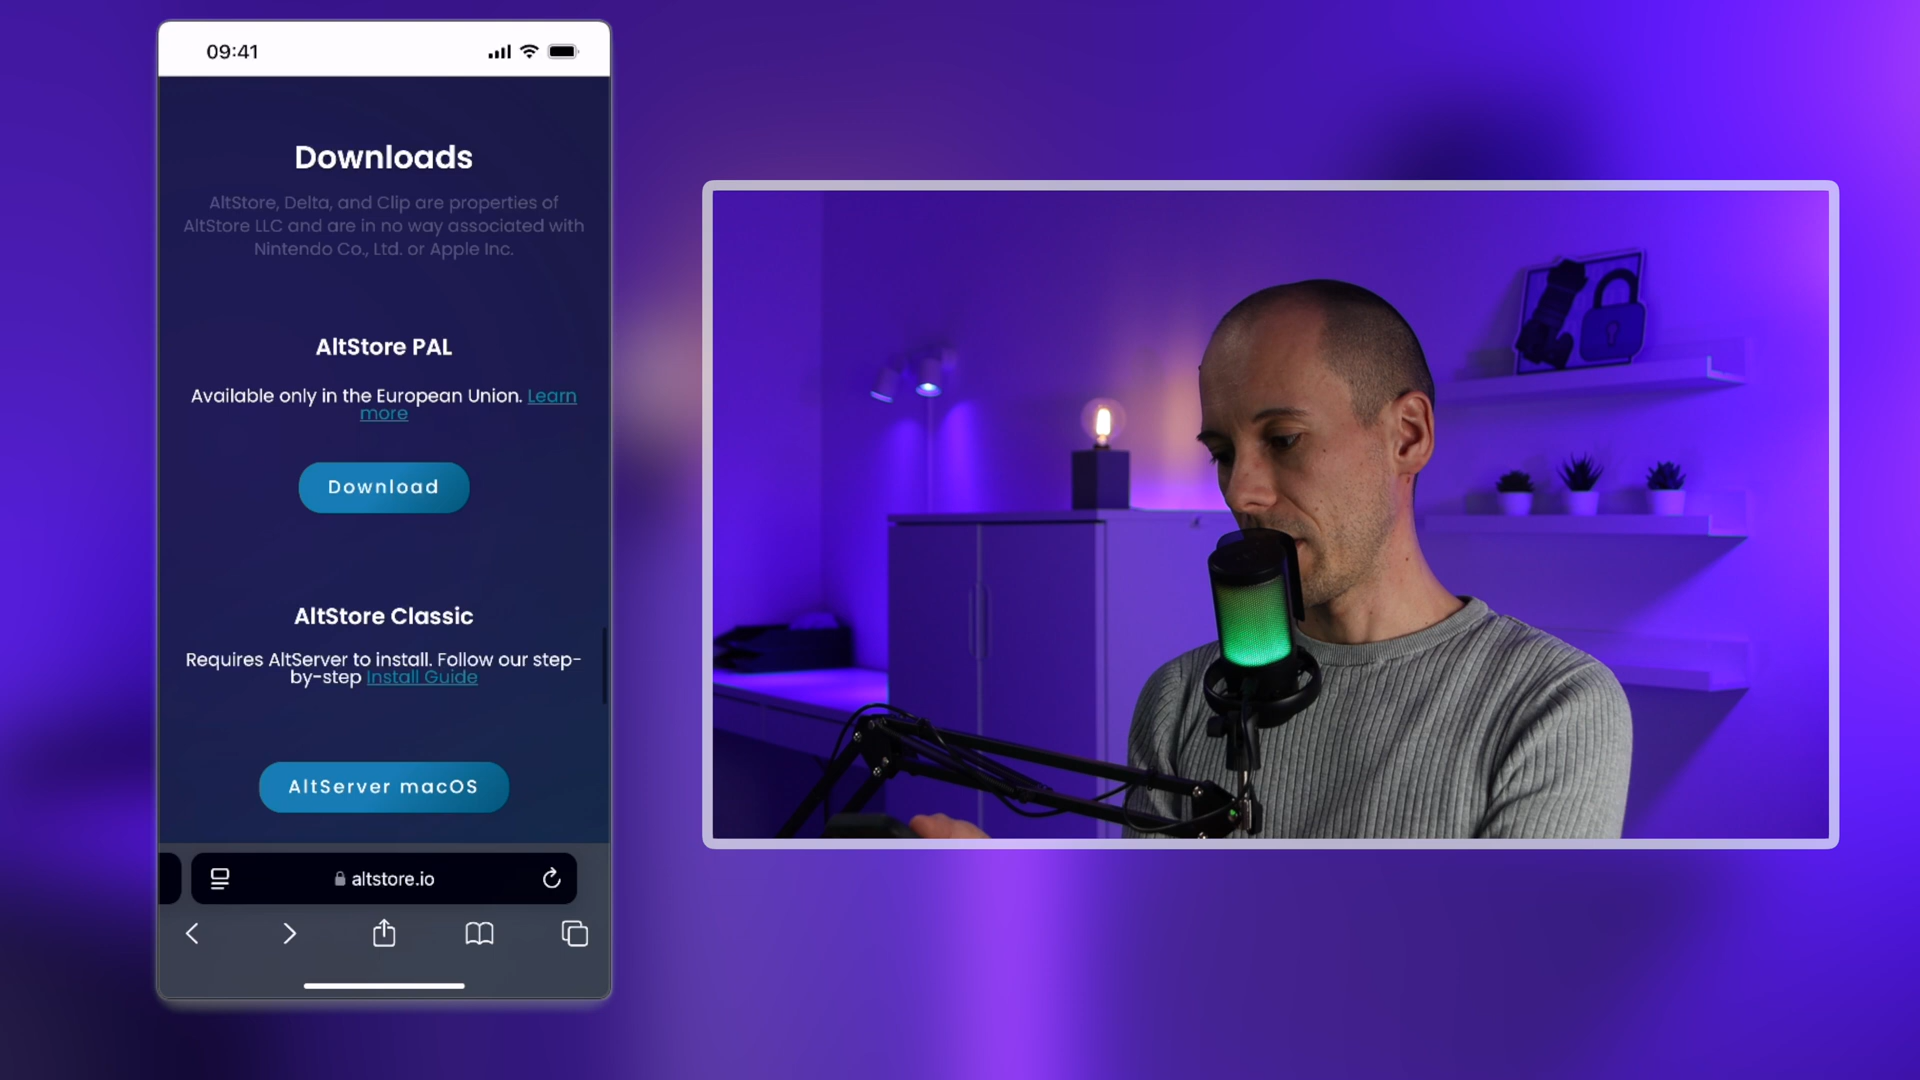 09:41
Downloads
AltStore, Delta, and Clip are properties of
AltStore LLC and are in no way associated with
Nintendo Co., Ltd. or Apple Inc.
AltStore PAL
Available only in the European Union. Learn
more
Download
AltStore Classic
Requires AltServer to install. Follow our step-
by-step Install Guide
AltServer macOS
altstore.io